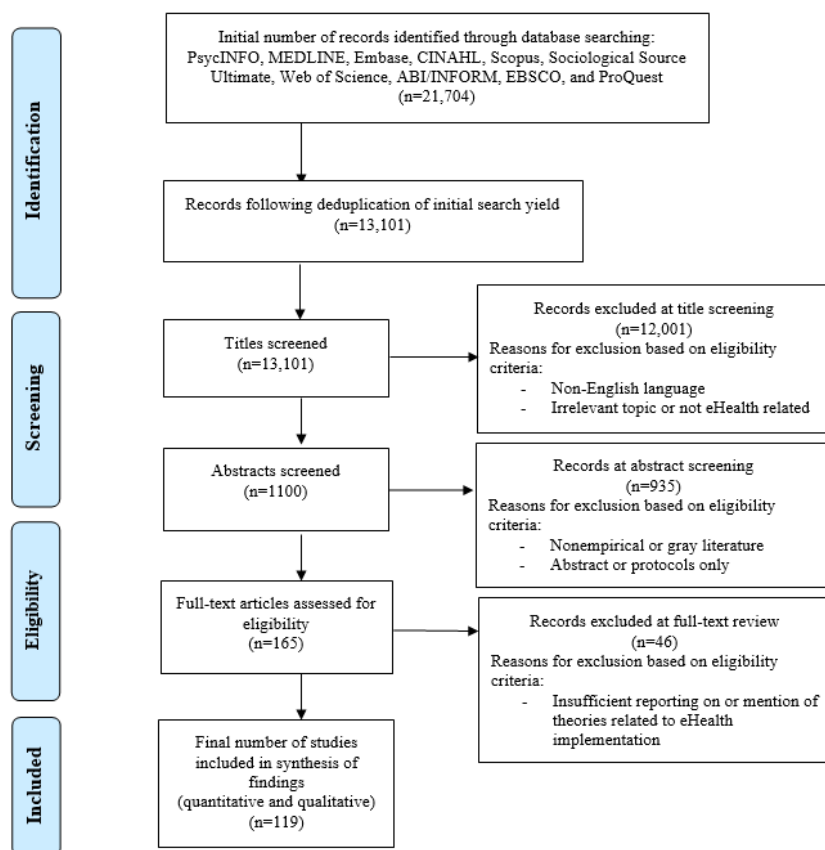 Identification
Initial number of records identified through database searching:
PsycINFO, MEDLINE, Embase, CINAHL, Scopus, Sociological Source
Ultimate, Web of Science, ABI/INFORM, EBSCO, and ProQuest
(n=21,704)
Records following deduplication of initial search yield
(n=13,101)
Screening
Titles screened
(n=13,101)
Records excluded at title screening
(n=12,001)
Reasons for exclusion based on eligibility
criteria:
- Non-English language
- Irrelevant topic or not eHealth related
Abstracts screened
(n=1100)
Records at abstract screening
(n=935)
Reasons for exclusion based on eligibility
criteria:
- Nonempirical or gray literature
- Abstract or protocols only
Eligibility
Full-text articles assessed for
eligibility
(n=165)
Records excluded at full-text review
(n=46)
Reasons for exclusion based on eligibility
criteria:
- Insufficient reporting on or mention of
theories related to eHealth
implementation
Included
Final number of studies
included in synthesis of
findings
(quantitative and qualitative)
(n=119)